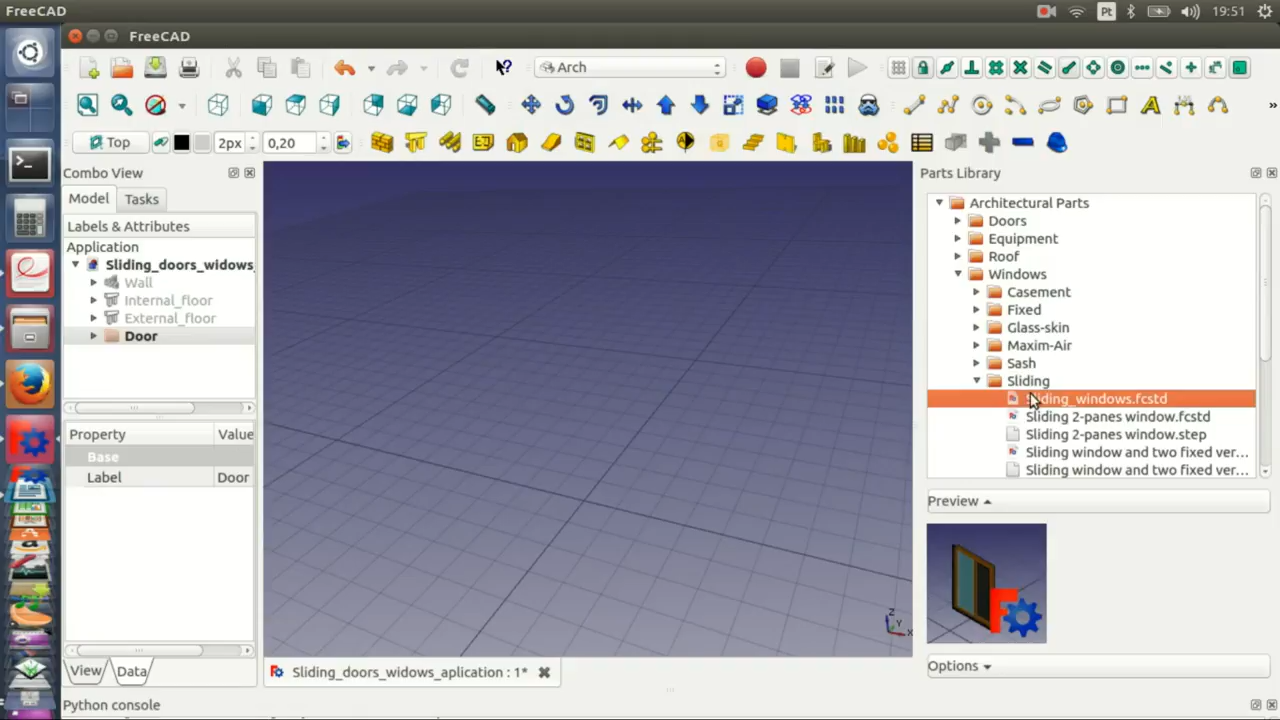 FreeCAD
Pt
19:51
FreeCAD
Arch
Top
2px
0,20
Combo View
Model
Tasks
Labels & Attributes
Application
Sliding_doors_widows_
Wall
Internal_floor
External_floor
Door
Property
Value
Base
Label
Door
View
Data
Z
Y
X
Sliding_doors_widows_aplication : 1*
Parts Library
Architectural Parts
Doors
Equipment
Roof
Windows
Casement
Fixed
Glass-skin
Maxim-Air
Sash
Sliding
Sliding_windows.fcstd
Sliding 2-panes window.fcstd
Sliding 2-panes window.step
Sliding window and two fixed ver...
Sliding window and two fixed ver...
Preview
Options
Python console